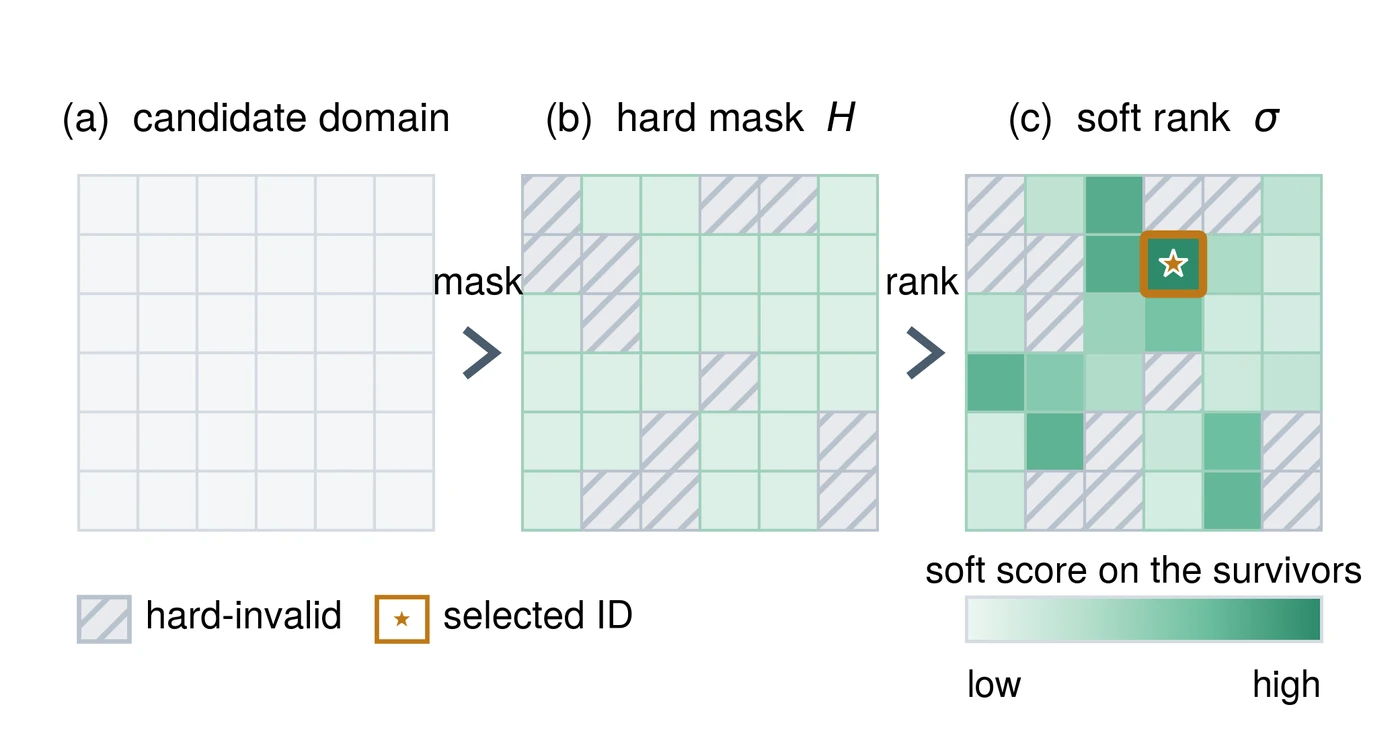 (a) candidate domain
(b) hard mask H
(c) soft rank σ
mask
rank
soft score on the survivors
hard-invalid
selected ID
low
high